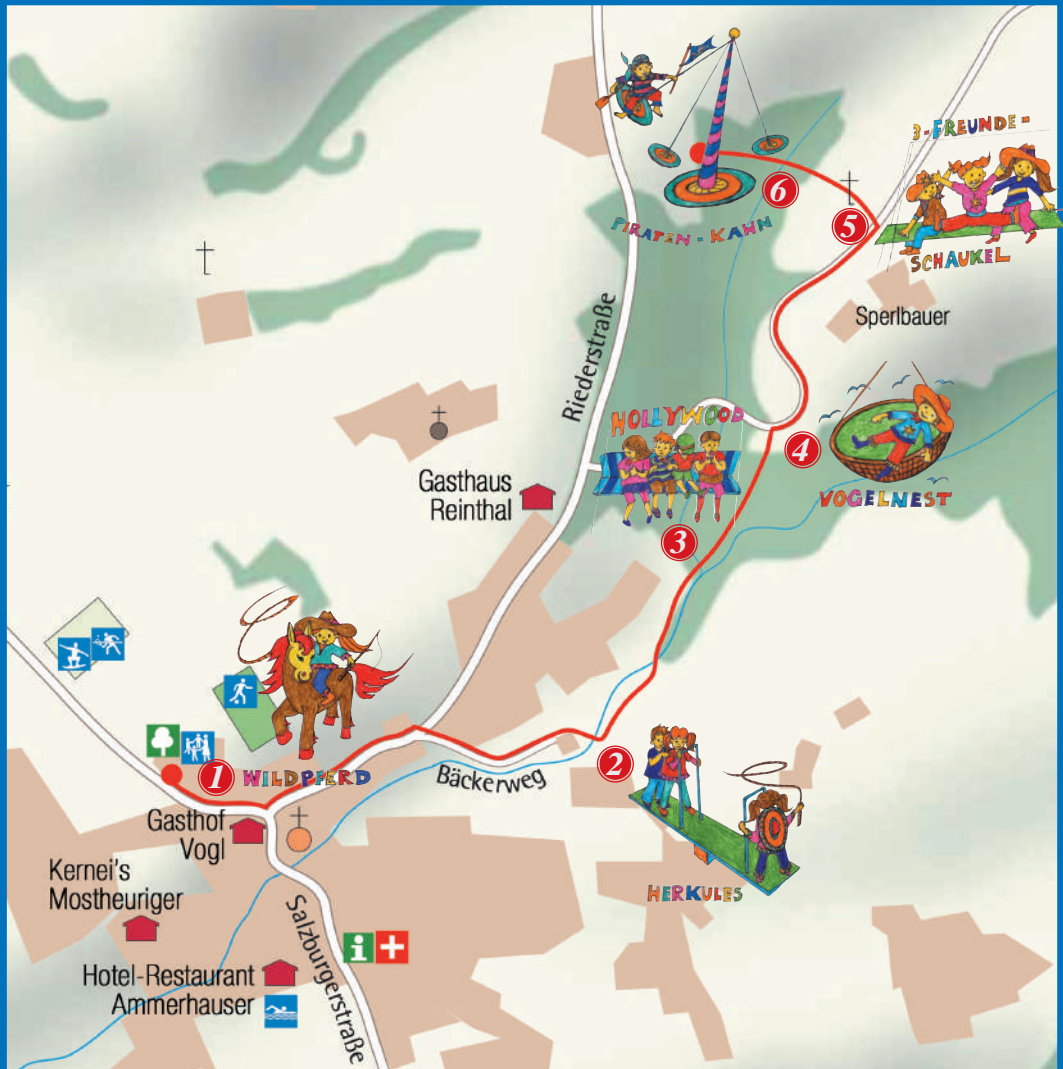 3-FREUNDE-
SCHAUKEL
6
PIRATEN-KAHN
5
Sperlbauer
Riederstraße
HOLLYWOOD
4
VOGELNEST
Gasthaus
Reinthal
3
1
WILDPFERD
Bäckerweg
2
HERKULES
Gasthof
Vogl
Kernei's
Mostheuriger
Salzburgerstraße
i
Hotel-Restaurant
Ammerhauser